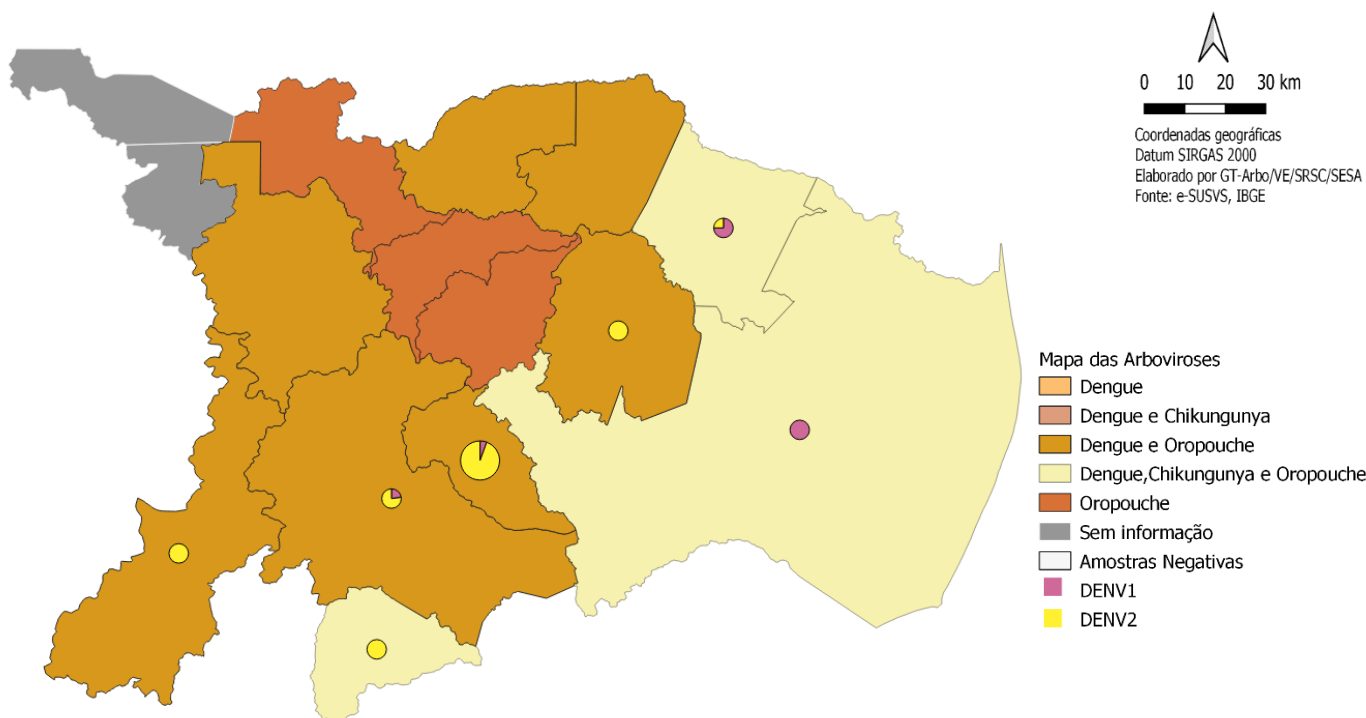 0 10 20 30 km
Coordenadas geográficas
Datum SIRGAS 2000
Elaborado por GT-Arbo/VE/SRSC/SESA
Fonte: e-SUSVS, IBGE
Mapa das Arboviroses
Dengue
Dengue e Chikungunya
Dengue e Oropouche
Dengue,Chikungunya e Oropouche
Oropouche
Sem informação
Amostras Negativas
DENV1
DENV2